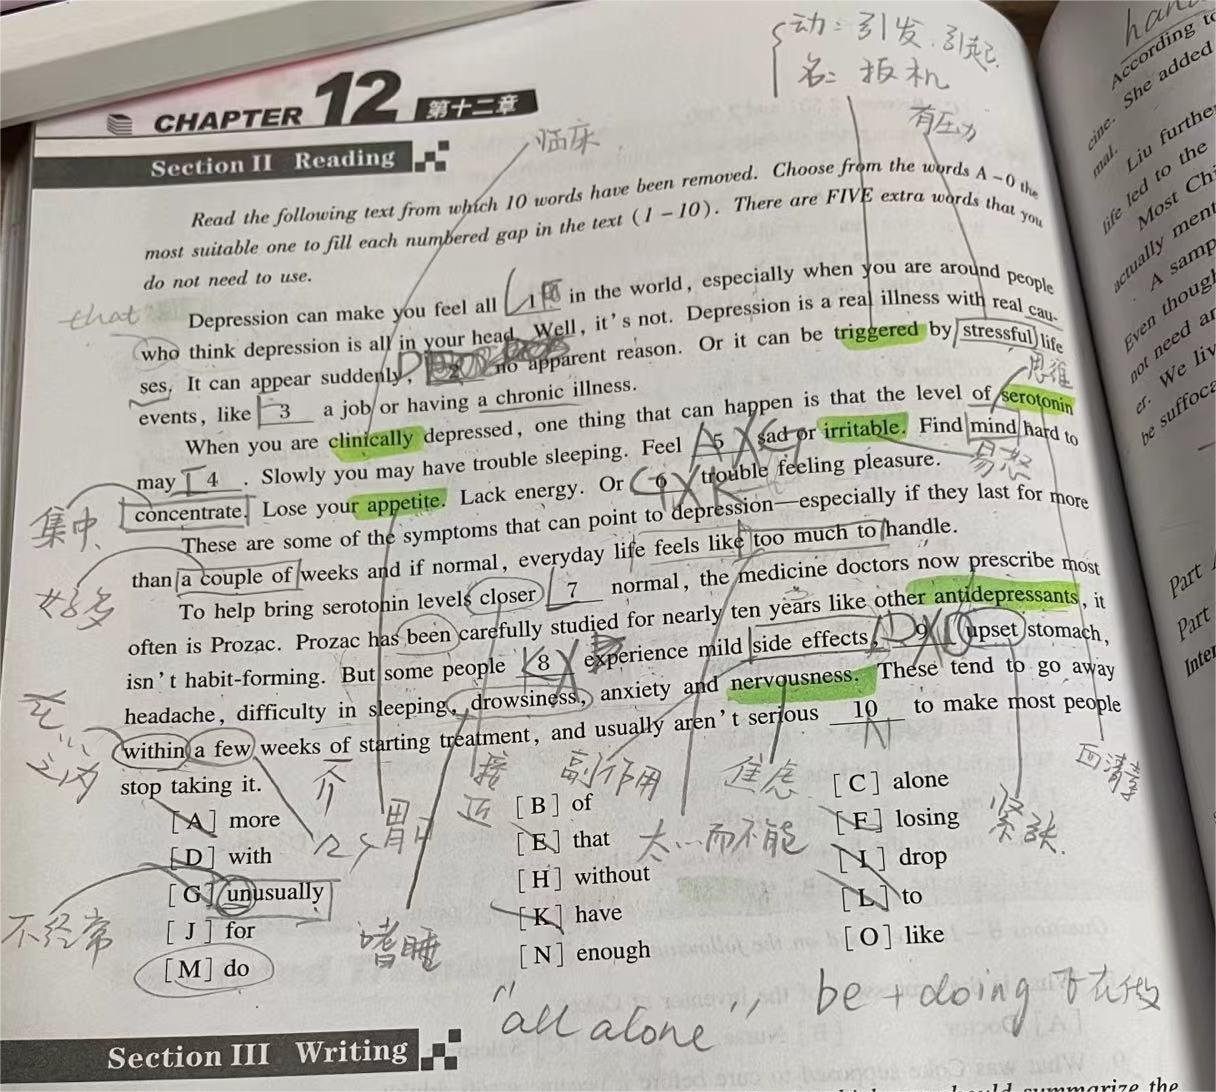 动：引发、引起
名：扳机
有压力
临床
CHAPTER 12 第十二章
Section II Reading
Read the following text from which 10 words have been removed. Choose from the words A-O the
most suitable one to fill each numbered gap in the text (1-10). There are FIVE extra words that you
do not need to use.
that
Depression can make you feel all 1 in the world, especially when you are around people
who think depression is all in your head. Well, it's not. Depression is a real illness with real cau-
ses. It can appear suddenly, 2 no apparent reason. Or it can be triggered by stressful life
events, like 3 a job or having a chronic illness.
思维
When you are clinically depressed, one thing that can happen is that the level of serotonin
may 4 . Slowly you may have trouble sleeping. Feel 5 sad or irritable. Find mind hard to
易怒
集中
concentrate. Lose your appetite. Lack energy. Or 6 trouble feeling pleasure.
These are some of the symptoms that can point to depression—especially if they last for more
than a couple of weeks and if normal, everyday life feels like too much to handle.
好多
To help bring serotonin levels closer 7 normal, the medicine doctors now prescribe most
often is Prozac. Prozac has been carefully studied for nearly ten years like other antidepressants, it
isn't habit-forming. But some people 8 experience mild side effects, 9 upset stomach,
headache, difficulty in sleeping, drowsiness, anxiety and nervousness. These tend to go away
在...之内
within a few weeks of starting treatment, and usually aren't serious 10 to make most people
stop taking it.
介
接近
副作用
焦虑
紧张
胃口
太...而不能
[A] more
[B] of
[C] alone
[D] with
[E] that
[F] losing
[G] unusually
[H] without
[I] drop
[J] for
[K] have
[L] to
[M] do
[N] enough
[O] like
不经常
嗜睡
"all alone"
be + doing 正在做
Section III Writing